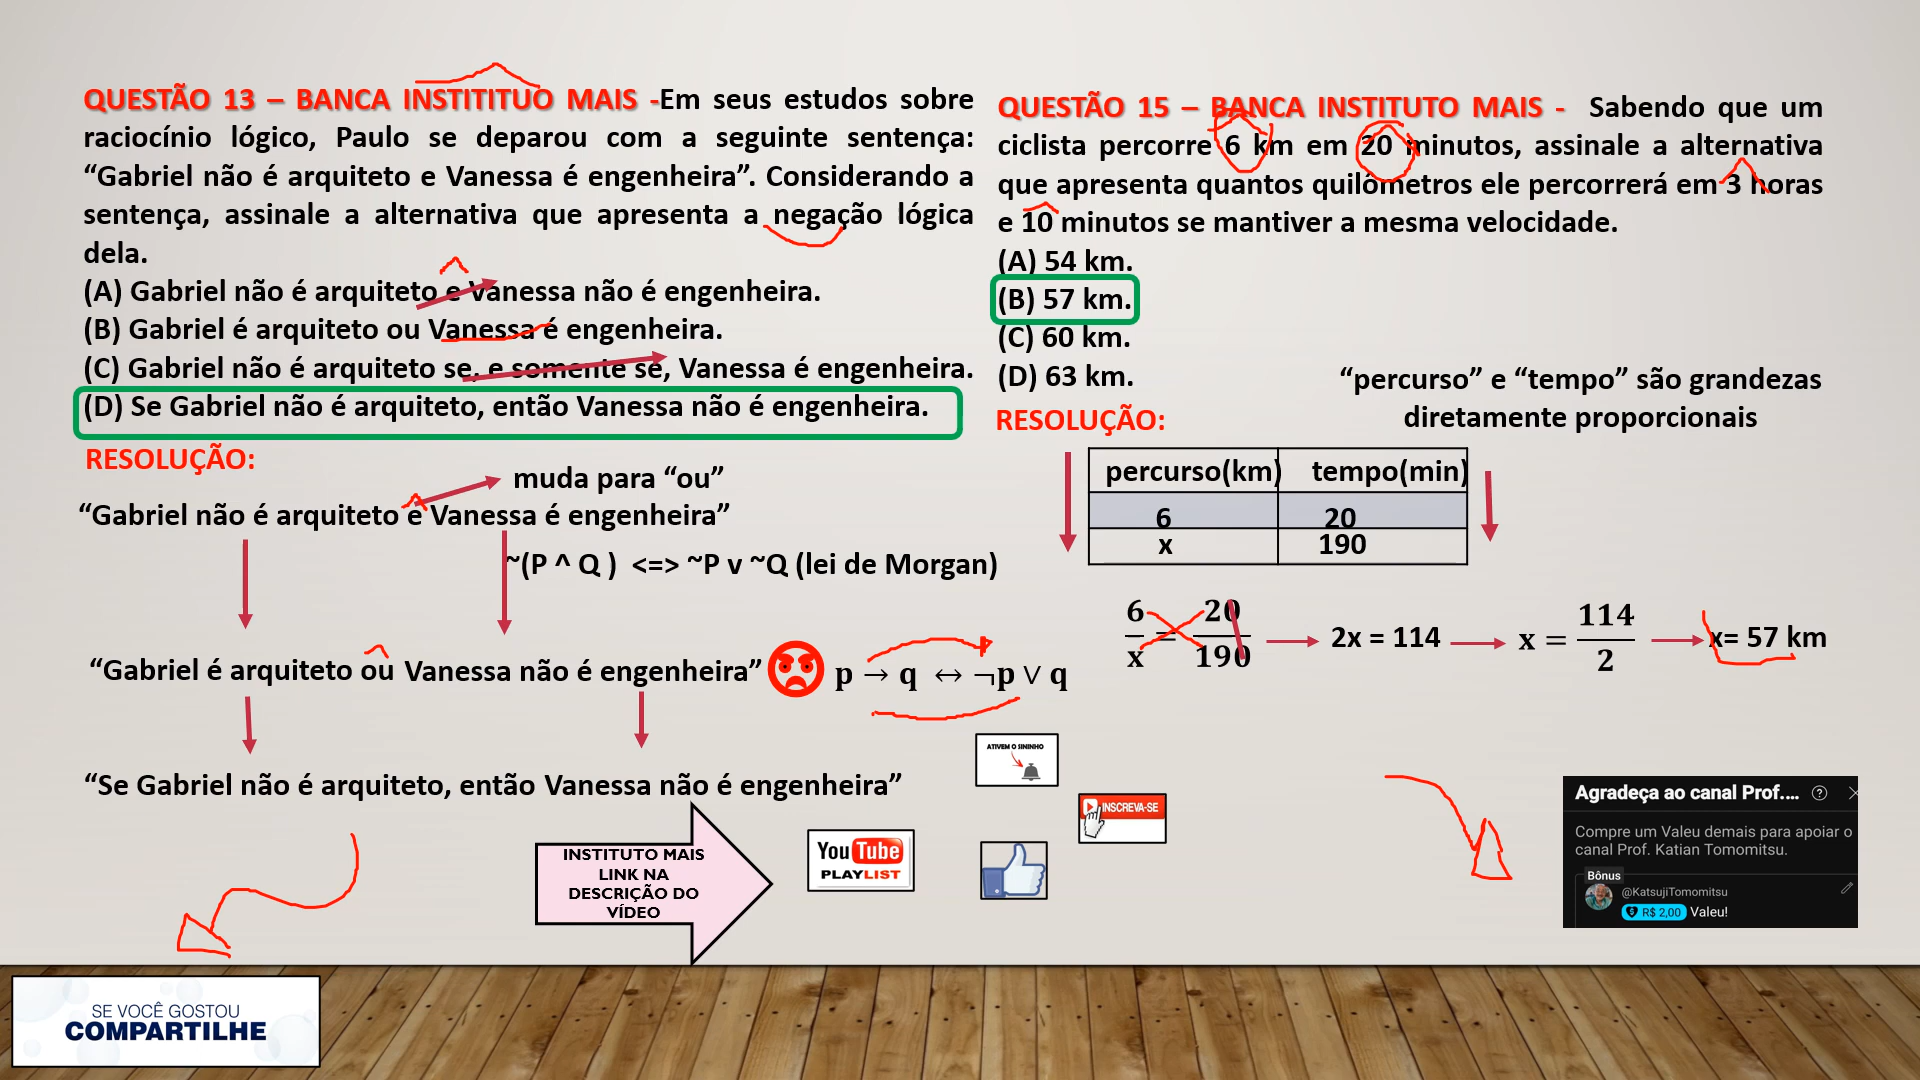 QUESTÃO 13 – BANCA INSTITITUO MAIS -Em seus estudos sobre
raciocínio lógico, Paulo se deparou com a seguinte sentença:
“Gabriel não é arquiteto e Vanessa é engenheira”. Considerando a
sentença, assinale a alternativa que apresenta a negação lógica
dela.
(A) Gabriel não é arquiteto e Vanessa não é engenheira.
(B) Gabriel é arquiteto ou Vanessa é engenheira.
(C) Gabriel não é arquiteto se, e somente se, Vanessa é engenheira.
(D) Se Gabriel não é arquiteto, então Vanessa não é engenheira.
RESOLUÇÃO:
muda para “ou”
“Gabriel não é arquiteto e Vanessa é engenheira”
~(P ^ Q ) <=> ~P v ~Q (lei de Morgan)
“Gabriel é arquiteto ou Vanessa não é engenheira”
p → q ↔ ¬p ∨ q
“Se Gabriel não é arquiteto, então Vanessa não é engenheira”
QUESTÃO 15 – BANCA INSTITUTO MAIS - Sabendo que um
ciclista percorre 6 km em 20 minutos, assinale a alternativa
que apresenta quantos quilômetros ele percorrerá em 3 horas
e 10 minutos se mantiver a mesma velocidade.
(A) 54 km.
(B) 57 km.
(C) 60 km.
(D) 63 km.
“percurso” e “tempo” são grandezas
diretamente proporcionais
RESOLUÇÃO:
percurso(km) tempo(min)
6 20
x 190
6/x = 20/190 2x = 114 x = 114/2 x= 57 km
ATIVEM O SININHO
INSCREVA-SE
INSTITUTO MAIS
LINK NA
DESCRIÇÃO DO
VÍDEO
YouTube
PLAYLIST
Agradeça ao canal Prof....
Compre um Valeu demais para apoiar o
canal Prof. Katian Tomomitsu.
Bônus
@KatsujiTomomitsu
R$ 2,00 Valeu!
SE VOCÊ GOSTOU
COMPARTILHE